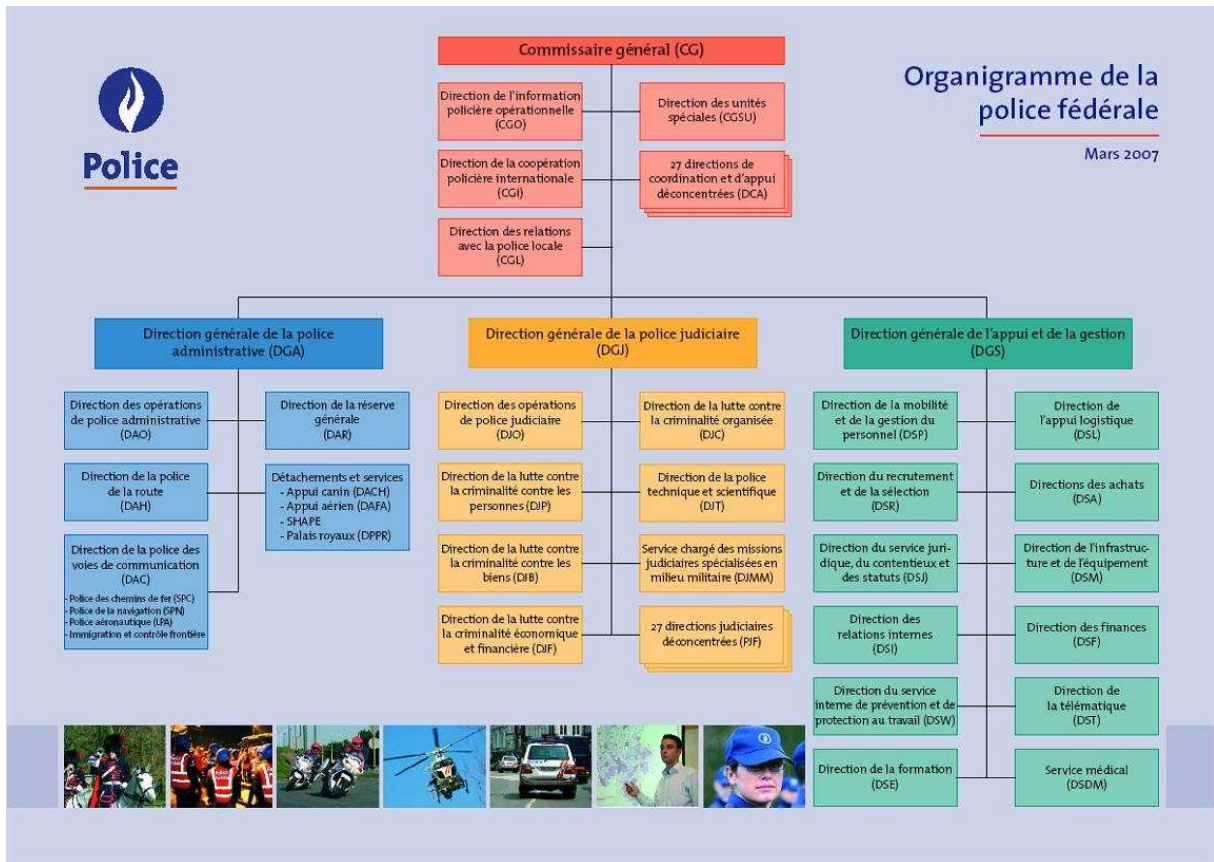 Police
Organigramme de la
police fédérale
Mars 2007
Commissaire général (CG)
Direction de l'information
policière opérationnelle
(CGO)
Direction des unités
spéciales (CGSU)
Direction de la coopération
policière internationale
(CGI)
27 directions de
coordination et d'appui
déconcentrées (DCA)
Direction des relations
avec la police locale
(CGL)
Direction générale de la police
administrative (DGA)
Direction des opérations
de police administrative
(DAO)
Direction de la réserve
générale
(DAR)
Direction de la police
de la route
(DAH)
Détachements et services
- Appui canin (DACH)
- Appui aérien (DAFA)
- SHAPE
- Palais royaux (DPPR)
Direction de la police des
voies de communication
(DAC)
- Police des chemins de fer (SPC)
- Police de la navigation (SPN)
- Police aéronautique (LPA)
- Immigration et contrôle frontière
Direction générale de la police judiciaire
(DGJ)
Direction des opérations
de police judiciaire
(DJO)
Direction de la lutte contre
la criminalité organisée
(DJC)
Direction de la lutte contre
la criminalité contre les
personnes (DJP)
Direction de la police
technique et scientifique
(DJT)
Direction de la lutte contre
la criminalité contre les
biens (DJB)
Service chargé des missions
judiciaires spécialisées en
milieu militaire (DJMM)
Direction de la lutte contre
la criminalité économique
et financière (DJF)
27 directions judiciaires
déconcentrées (PJF)
Direction générale de l'appui et de la gestion
(DGS)
Direction de la mobilité
et de la gestion du
personnel (DSP)
Direction de
l'appui logistique
(DSL)
Direction du recrutement
et de la sélection
(DSR)
Directions des achats
(DSA)
Direction du service juri-
dique, du contentieux et
des statuts (DSJ)
Direction de l'infrastruc-
ture et de l'équipement
(DSM)
Direction des
relations internes
(DSI)
Direction des finances
(DSF)
Direction du service
interne de prévention et de
protection au travail (DSW)
Direction de
la télématique
(DST)
Direction de la formation
(DSE)
Service médical
(DSDM)